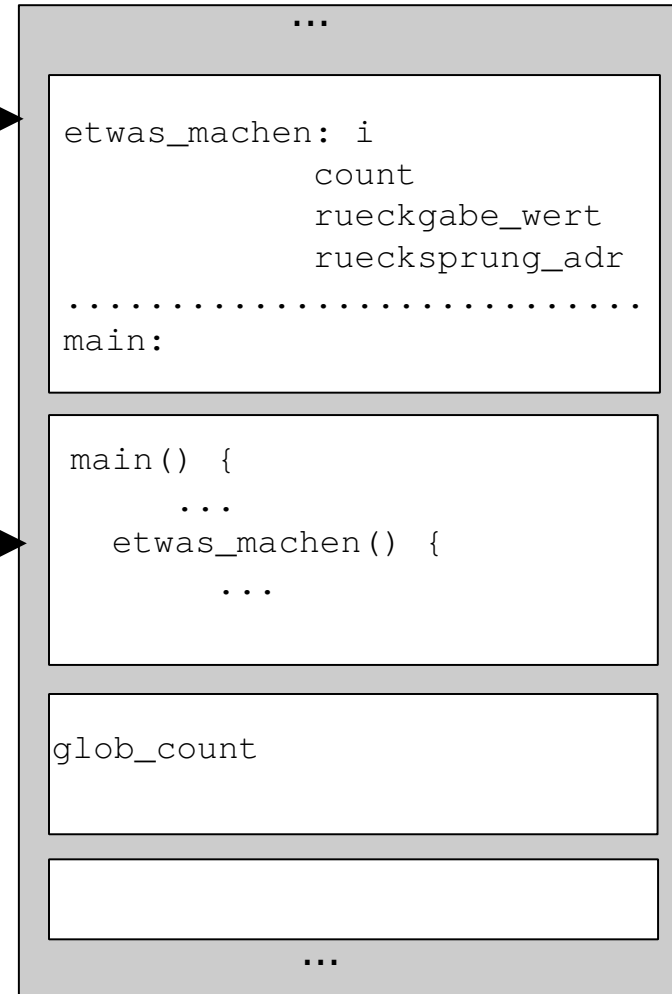 ...
etwas_machen: i
count
rueckgabe_wert
ruecksprung_adr
............................
main:
main() {
...
etwas_machen() {
...
glob_count
...